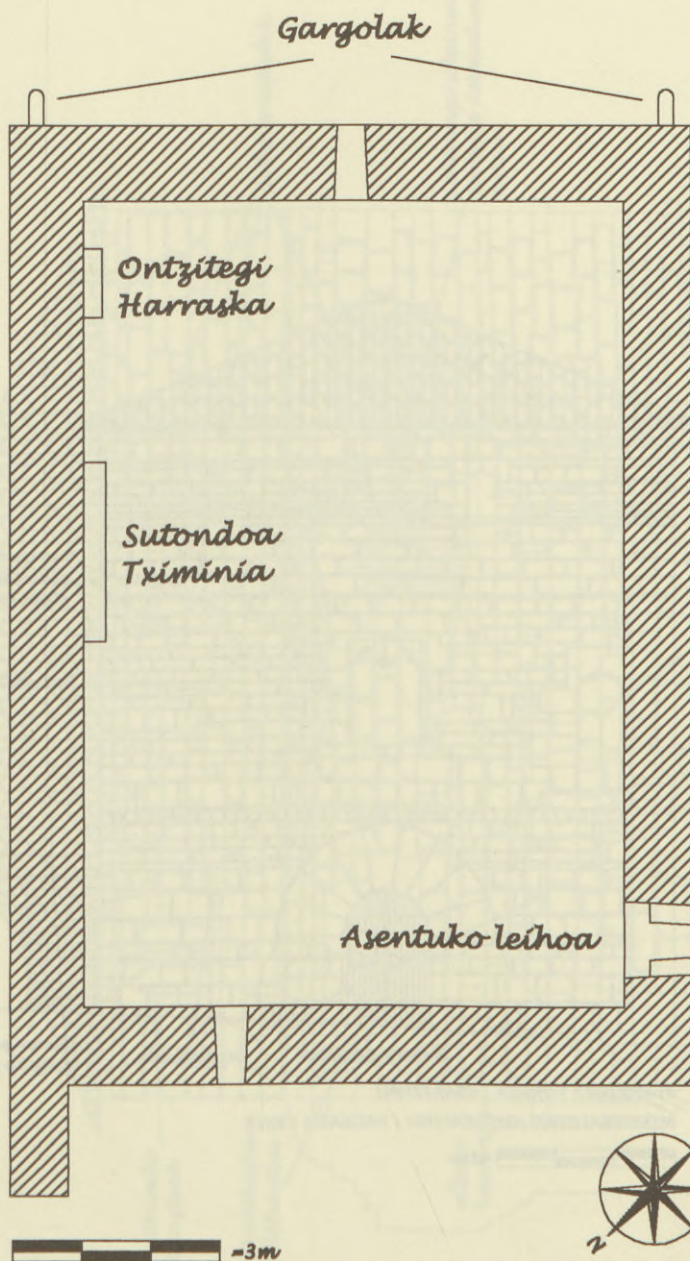 Gargolak
Ontzitegi
Harraska
Sutondoa
Tximinia
Asentuko leihoa
=3m
N